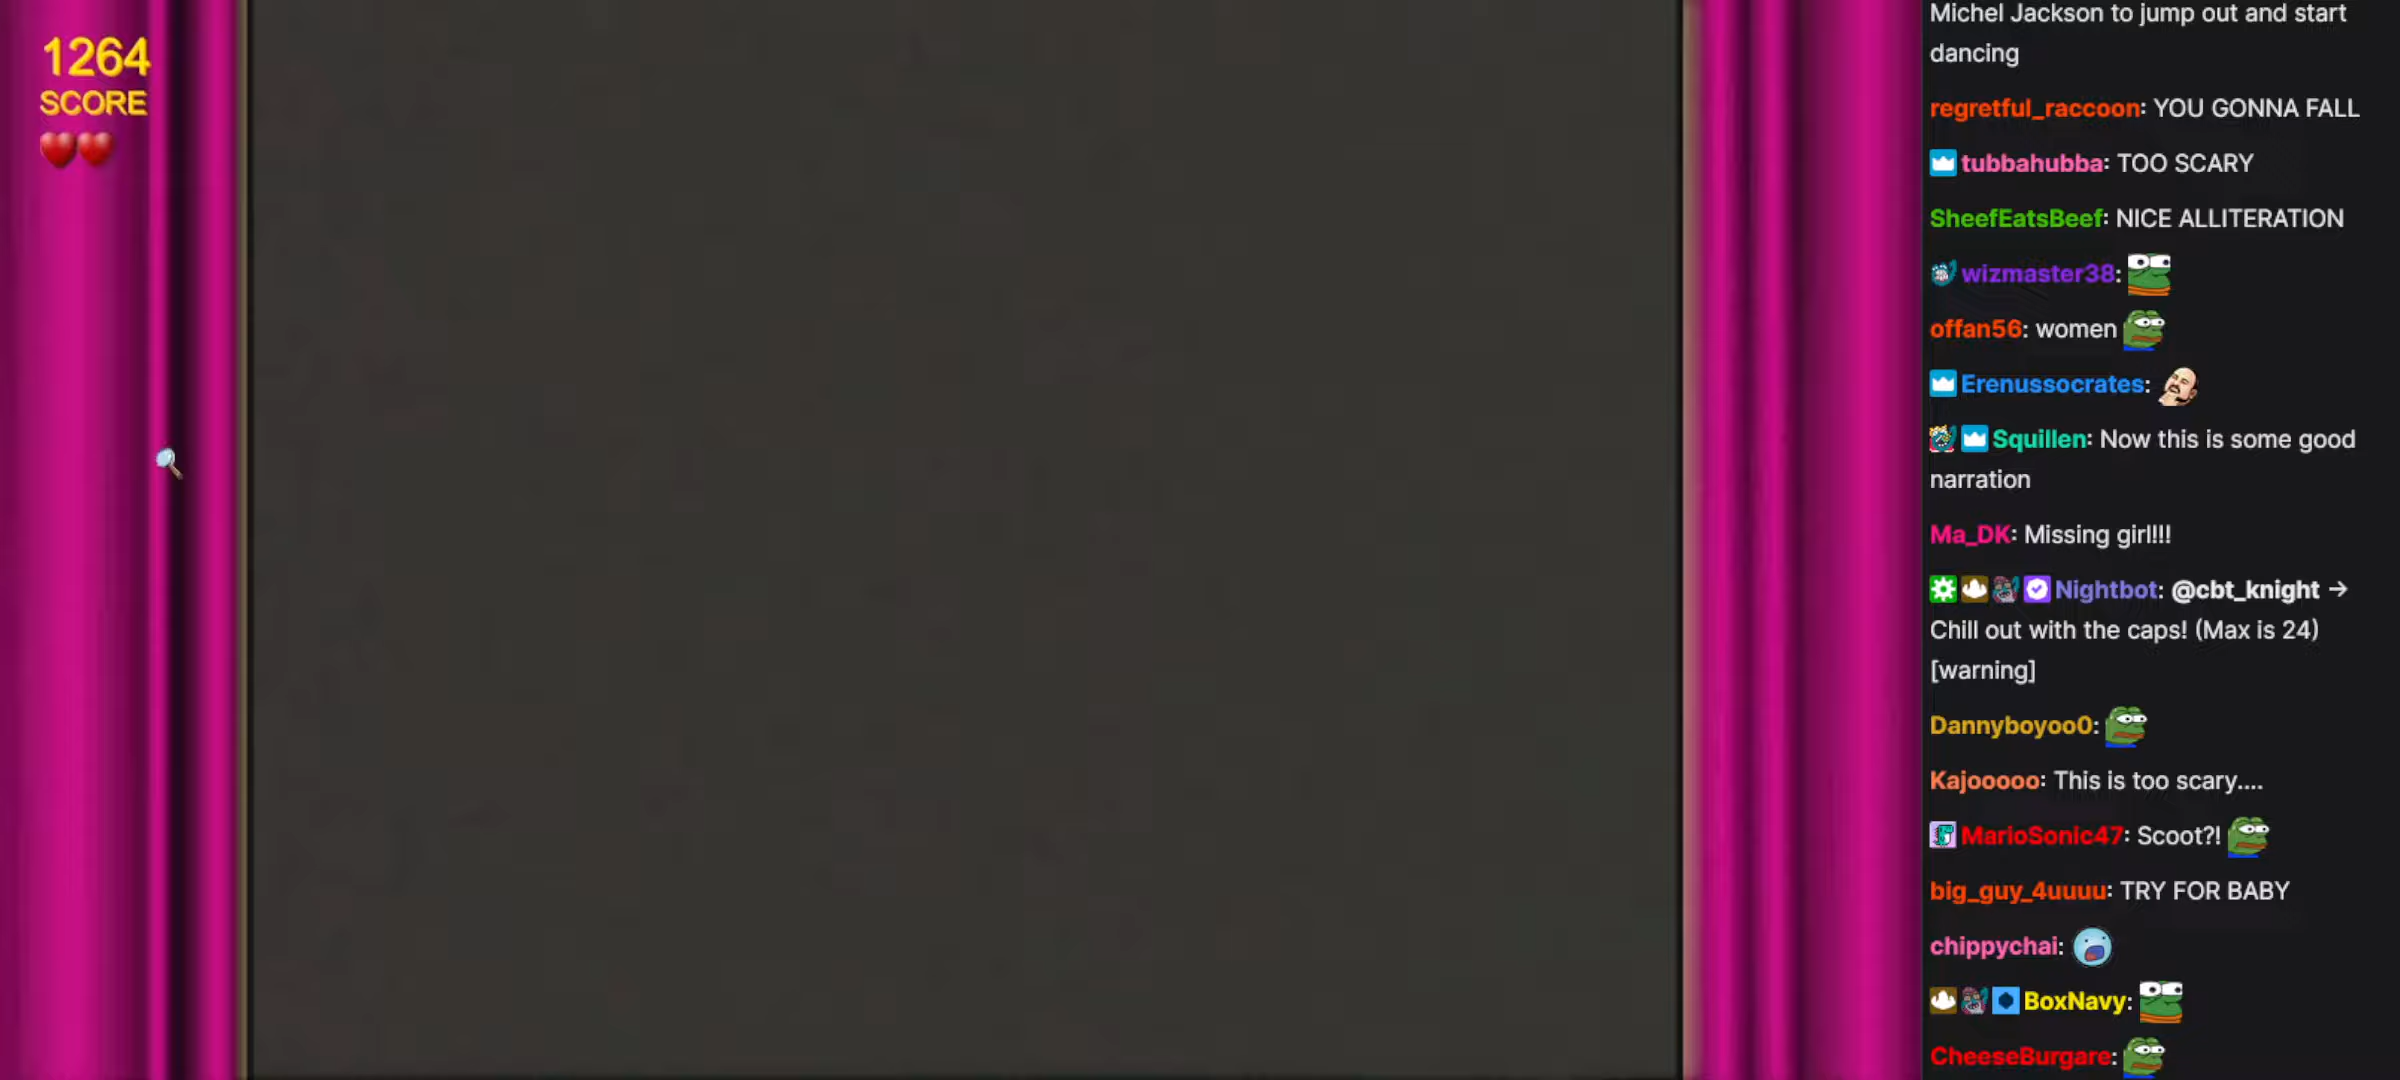 1264
SCORE
Michel Jackson to jump out and start
dancing
regretful_raccoon: YOU GONNA FALL
tubbahubba: TOO SCARY
SheefEatsBeef: NICE ALLITERATION
wizmaster38:
offan56: women
Erenussocrates:
Squillen: Now this is some good
narration
Ma_DK: Missing girl!!!
Nightbot: @cbt_knight →
Chill out with the caps! (Max is 24)
[warning]
Dannyboyoo0:
Kajooooo: This is too scary....
MarioSonic47: Scoot?!
big_guy_4uuuu: TRY FOR BABY
chippychai:
BoxNavy:
CheeseBurgare: